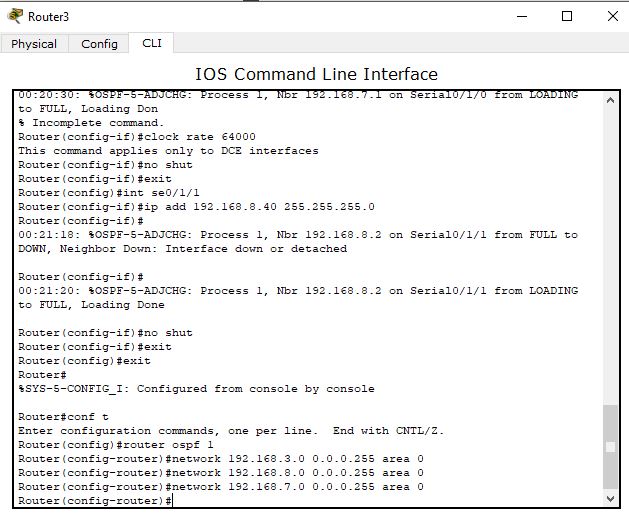 Router3
Physical Config CLI
IOS Command Line Interface
00:20:30: %OSPF-5-ADJCHG: Process 1, Nbr 192.168.7.1 on Serial0/1/0 from LOADING
to FULL, Loading Don
% Incomplete command.
Router(config-if)#clock rate 64000
This command applies only to DCE interfaces
Router(config-if)#no shut
Router(config-if)#exit
Router(config)#int se0/1/1
Router(config-if)#ip add 192.168.8.40 255.255.255.0
Router(config-if)#
00:21:18: %OSPF-5-ADJCHG: Process 1, Nbr 192.168.8.2 on Serial0/1/1 from FULL to
DOWN, Neighbor Down: Interface down or detached
Router(config-if)#
00:21:20: %OSPF-5-ADJCHG: Process 1, Nbr 192.168.8.2 on Serial0/1/1 from LOADING
to FULL, Loading Done
Router(config-if)#no shut
Router(config-if)#exit
Router(config)#exit
Router#
%SYS-5-CONFIG_I: Configured from console by console
Router#conf t
Enter configuration commands, one per line. End with CNTL/Z.
Router(config)#router ospf 1
Router(config-router)#network 192.168.3.0 0.0.0.255 area 0
Router(config-router)#network 192.168.8.0 0.0.0.255 area 0
Router(config-router)#network 192.168.7.0 0.0.0.255 area 0
Router(config-router)#